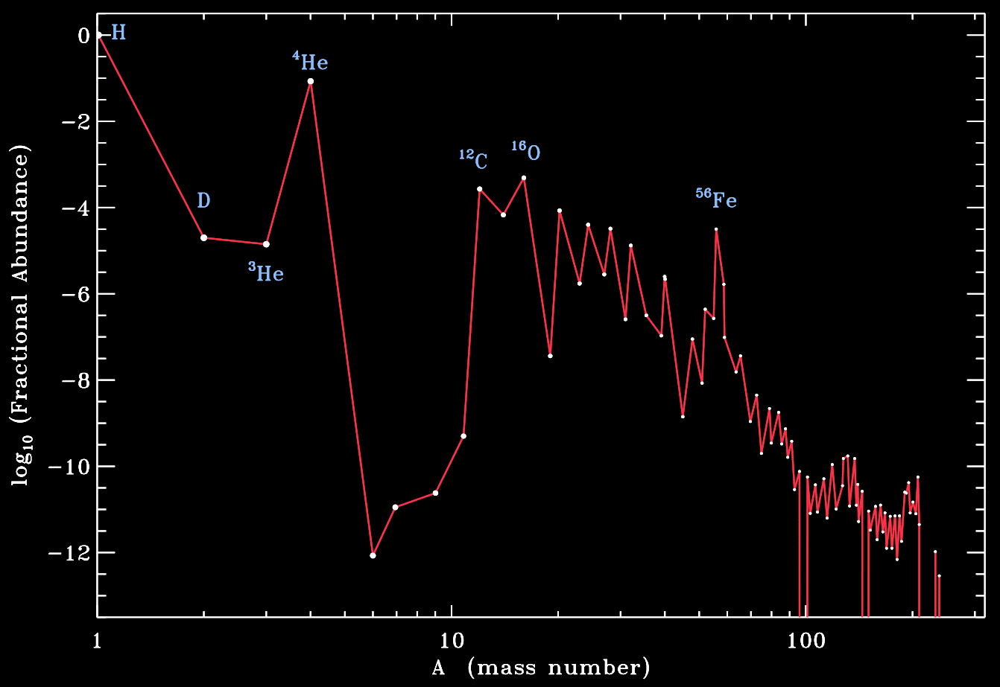 H
⁴He
D
³He
¹²C
¹⁶O
⁵⁶Fe
0
−2
−4
−6
−8
−10
−12
log₁₀ (Fractional Abundance)
1 10 100
A (mass number)